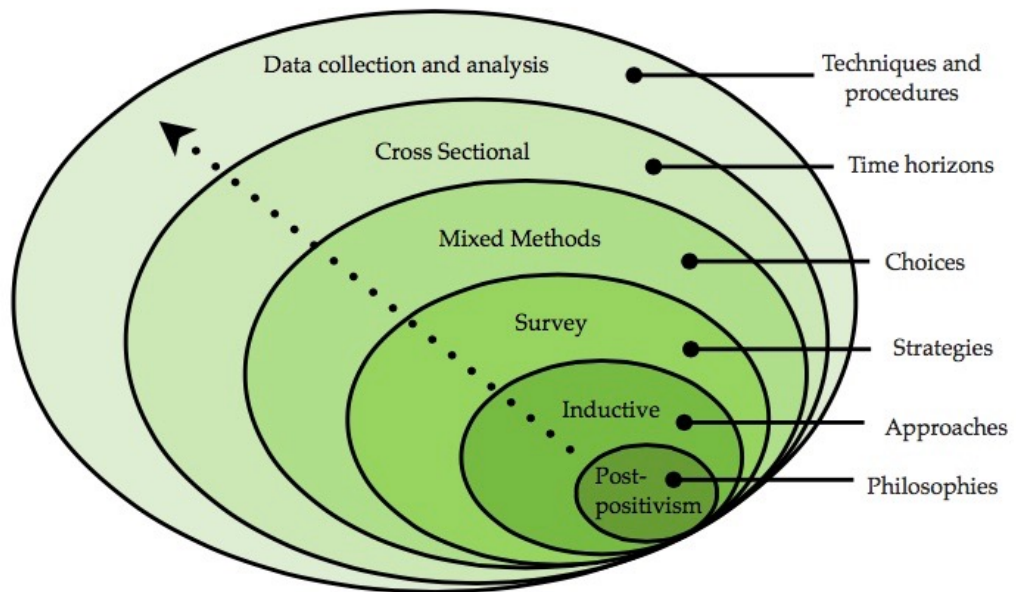 Data collection and analysis
Techniques and
procedures
Cross Sectional
Time horizons
Mixed Methods
Choices
Survey
Strategies
Inductive
Approaches
Post-
positivism
Philosophies